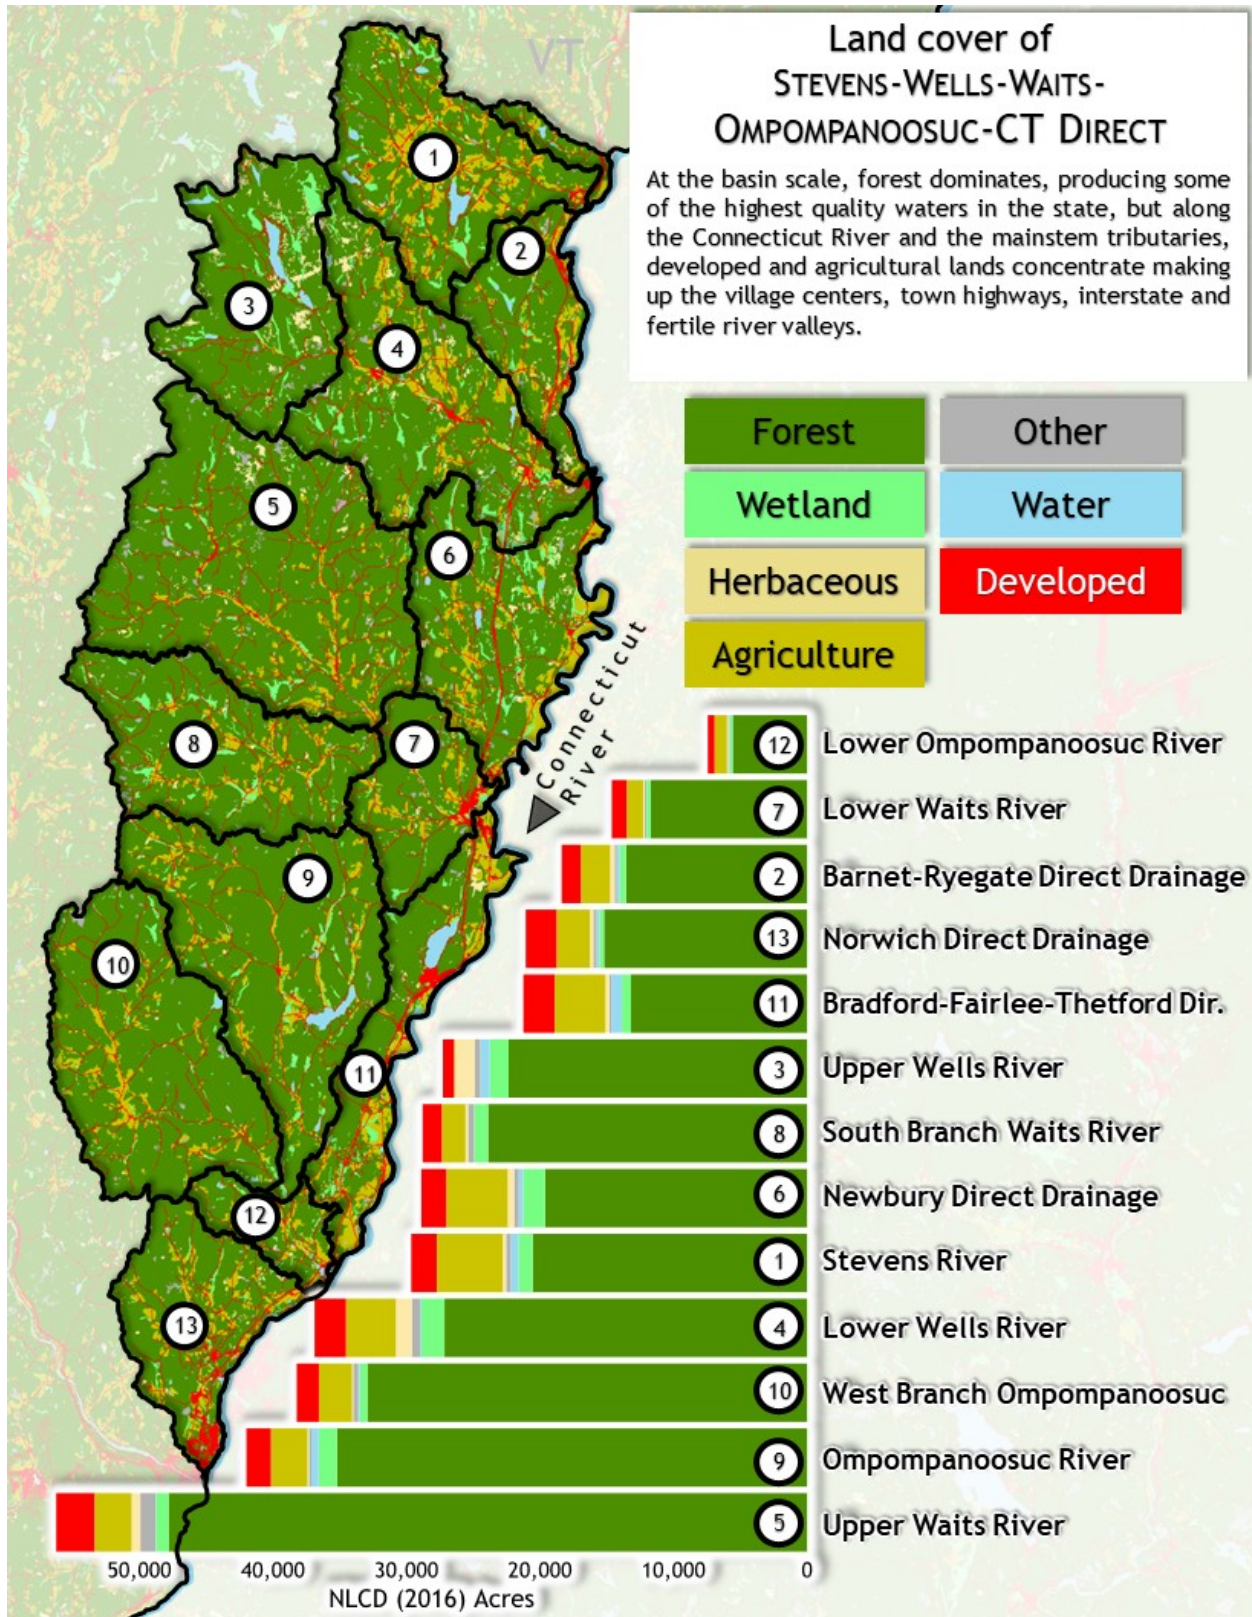 VT
Land cover of
STEVENS-WELLS-WAITS-
OMPOMPANOOSUC-CT DIRECT
At the basin scale, forest dominates, producing some
of the highest quality waters in the state, but along
the Connecticut River and the mainstem tributaries,
developed and agricultural lands concentrate making
up the village centers, town highways, interstate and
fertile river valleys.
1
2
3
4
5
6
7
8
9
10
11
12
13
Connecticut
River
Forest
Other
Wetland
Water
Herbaceous
Developed
Agriculture
12 Lower Ompompanoosuc River
7 Lower Waits River
2 Barnet-Ryegate Direct Drainage
13 Norwich Direct Drainage
11 Bradford-Fairlee-Thetford Dir.
3 Upper Wells River
8 South Branch Waits River
6 Newbury Direct Drainage
1 Stevens River
4 Lower Wells River
10 West Branch Ompompanoosuc
9 Ompompanoosuc River
5 Upper Waits River
50,000 40,000 30,000 20,000 10,000 0
NLCD (2016) Acres